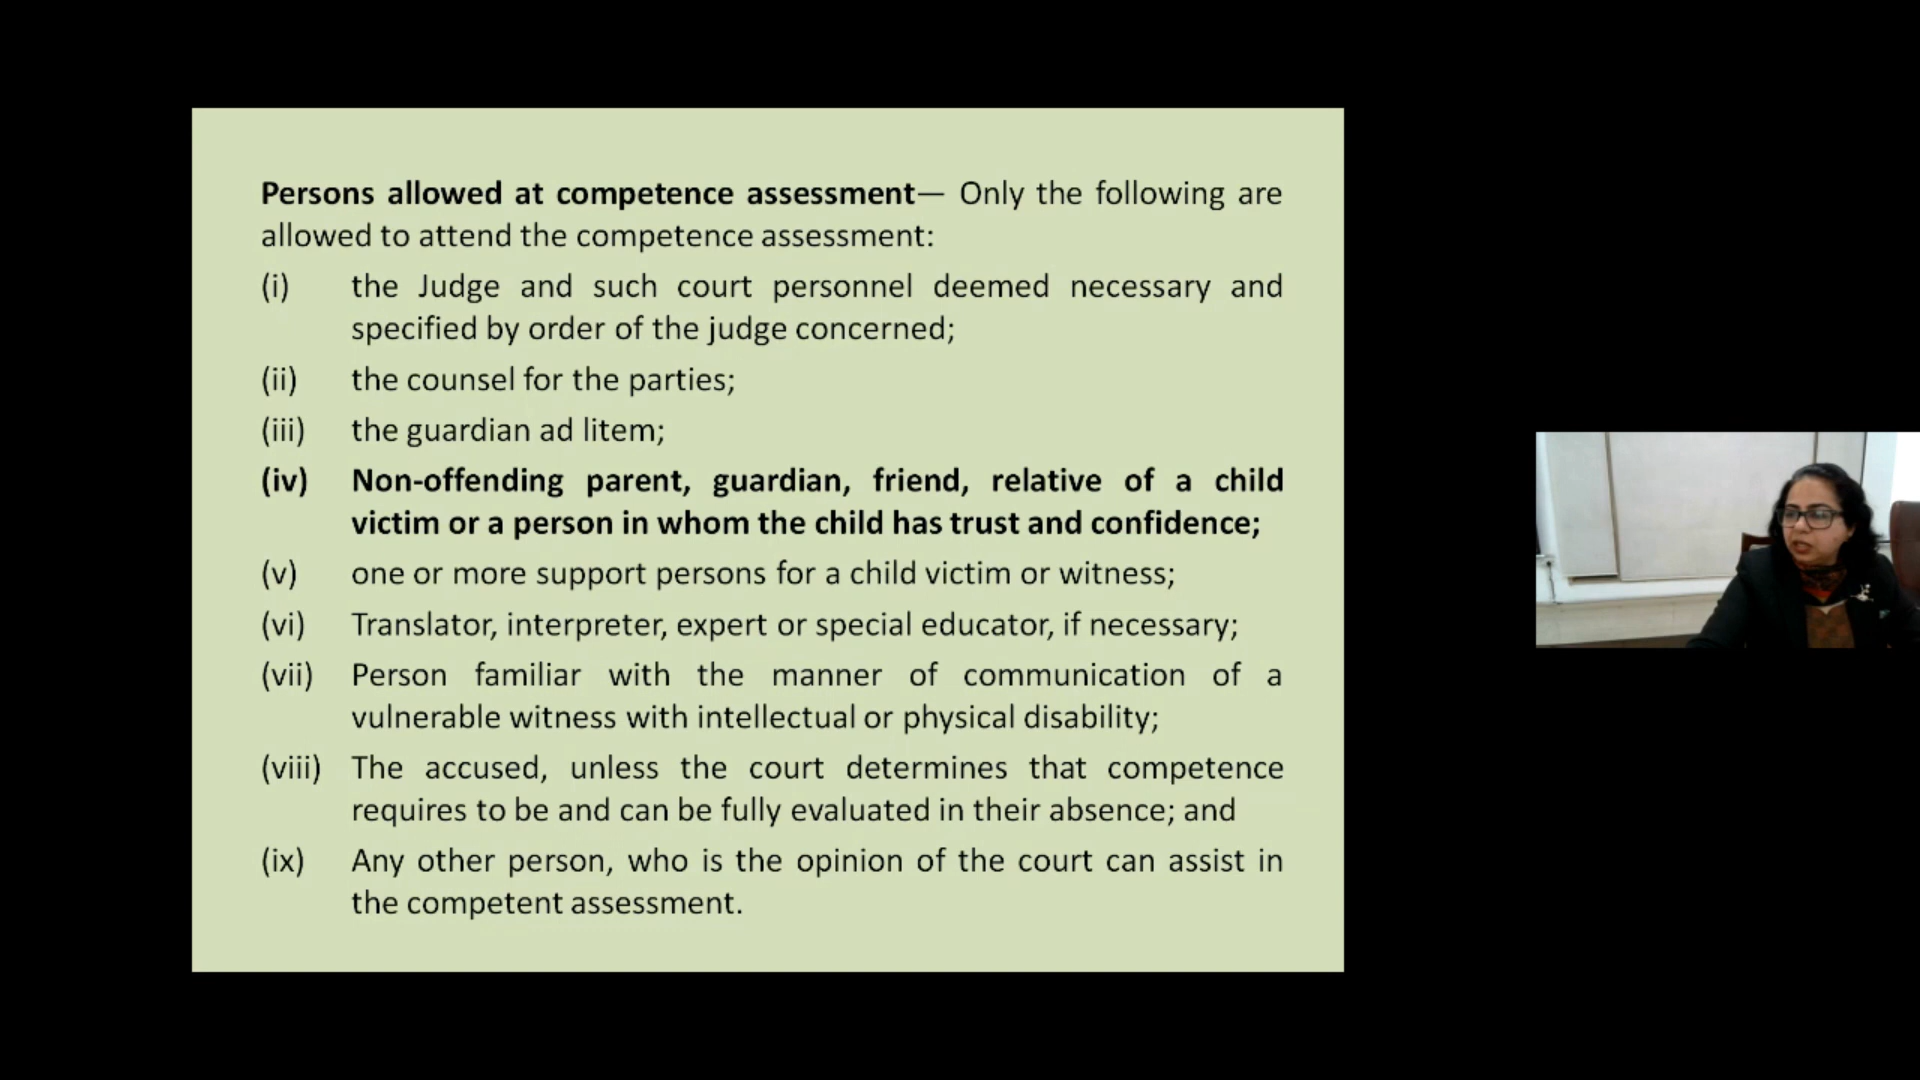 Persons allowed at competence assessment— Only the following are
allowed to attend the competence assessment:
(i) the Judge and such court personnel deemed necessary and
specified by order of the judge concerned;
(ii) the counsel for the parties;
(iii) the guardian ad litem;
(iv) Non-offending parent, guardian, friend, relative of a child
victim or a person in whom the child has trust and confidence;
(v) one or more support persons for a child victim or witness;
(vi) Translator, interpreter, expert or special educator, if necessary;
(vii) Person familiar with the manner of communication of a
vulnerable witness with intellectual or physical disability;
(viii) The accused, unless the court determines that competence
requires to be and can be fully evaluated in their absence; and
(ix) Any other person, who is the opinion of the court can assist in
the competent assessment.